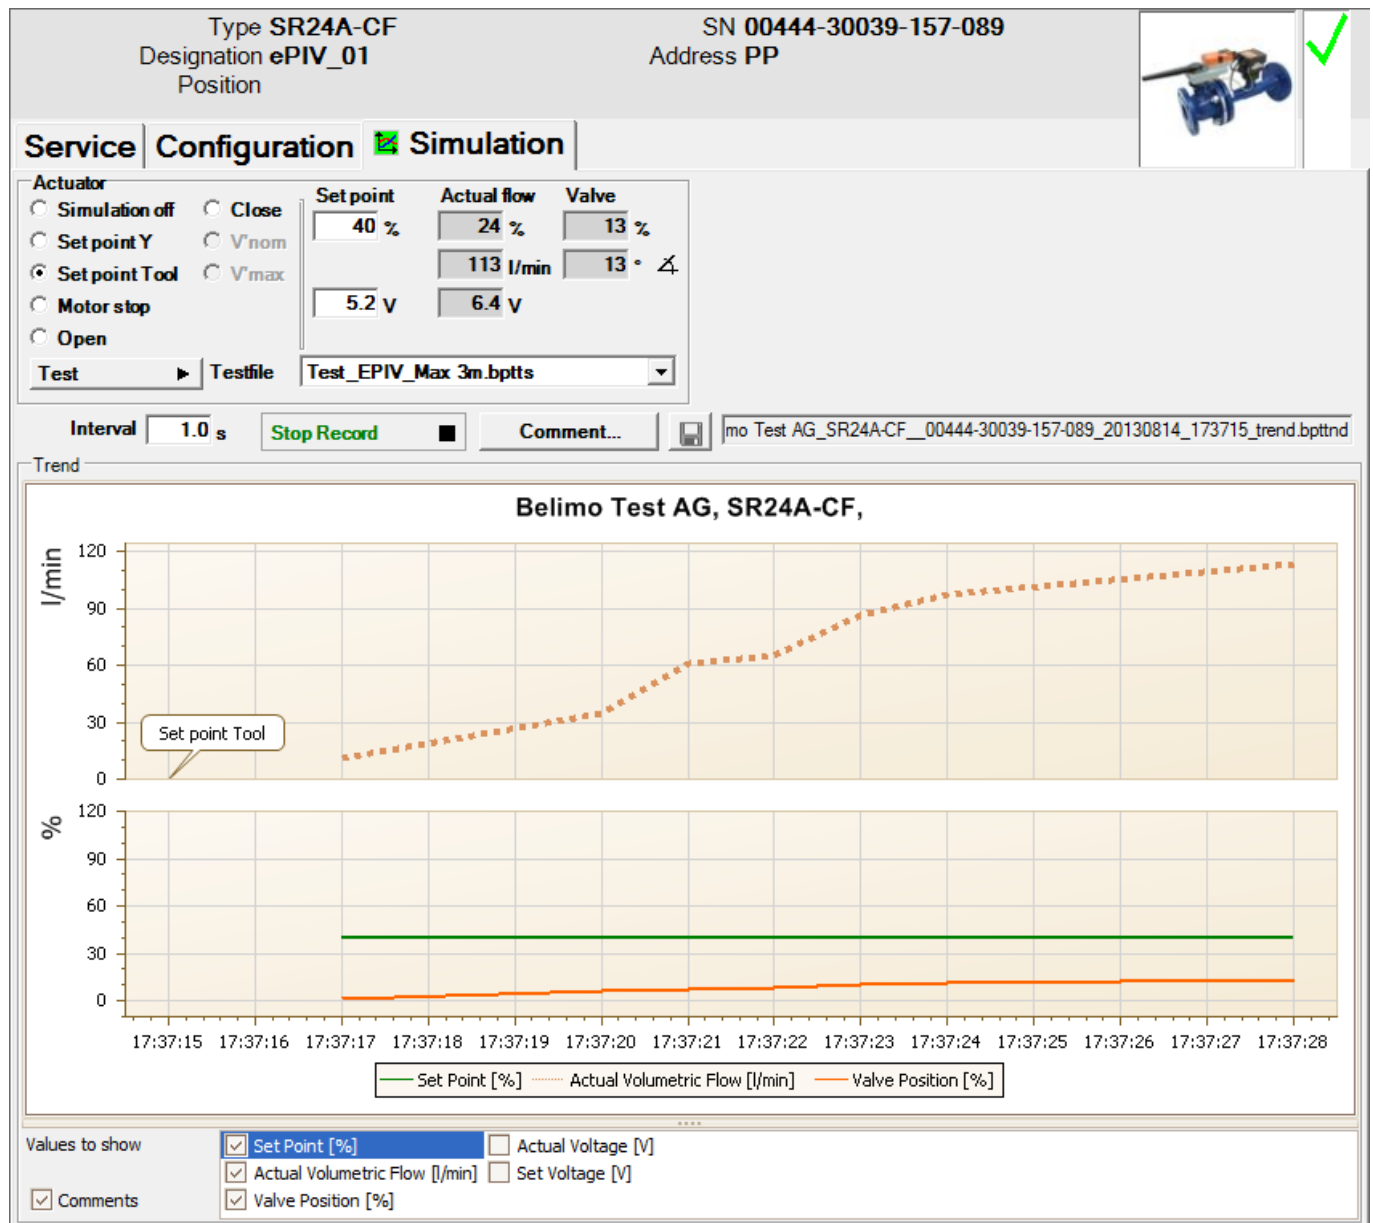 Type SR24A-CF SN 00444-30039-157-089
Designation ePIV_01 Address PP
Position
Service Configuration Simulation
Actuator
Set point Actual flow Valve
Simulation off Close
40 % 24 % 13 %
Set point Y V'nom
Set point Tool V'max
113 l/min 13 °
Motor stop
5.2 V 6.4 V
Open
Test Testfile Test_EPIV_Max 3m.bptts
Interval 1.0 s Stop Record Comment... mo Test AG_SR24A-CF__00444-30039-157-089_20130814_173715_trend.bpttnd
Trend
Belimo Test AG, SR24A-CF,
l/min
120
90
60
30
0
Set point Tool
%
120
90
60
30
0
17:37:15 17:37:16 17:37:17 17:37:18 17:37:19 17:37:20 17:37:21 17:37:22 17:37:23 17:37:24 17:37:25 17:37:26 17:37:27 17:37:28
Set Point [%] Actual Volumetric Flow [l/min] Valve Position [%]
Values to show
Set Point [%] Actual Voltage [V]
Actual Volumetric Flow [l/min] Set Voltage [V]
Comments Valve Position [%]